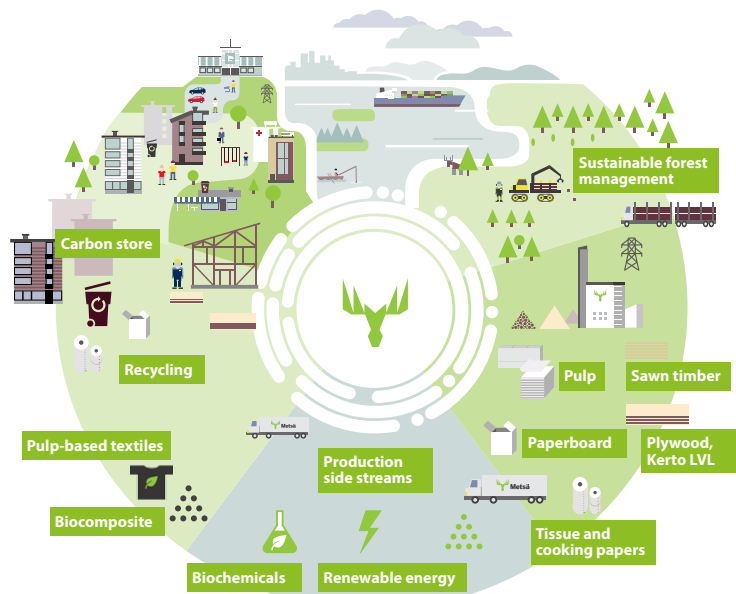 Sustainable forest
management
Carbon store
Recycling
Pulp
Sawn timber
Pulp-based textiles
Metsä
Production
side streams
Paperboard
Plywood,
Kerto LVL
Metsä
Biocomposite
Tissue and
cooking papers
Biochemicals
Renewable energy